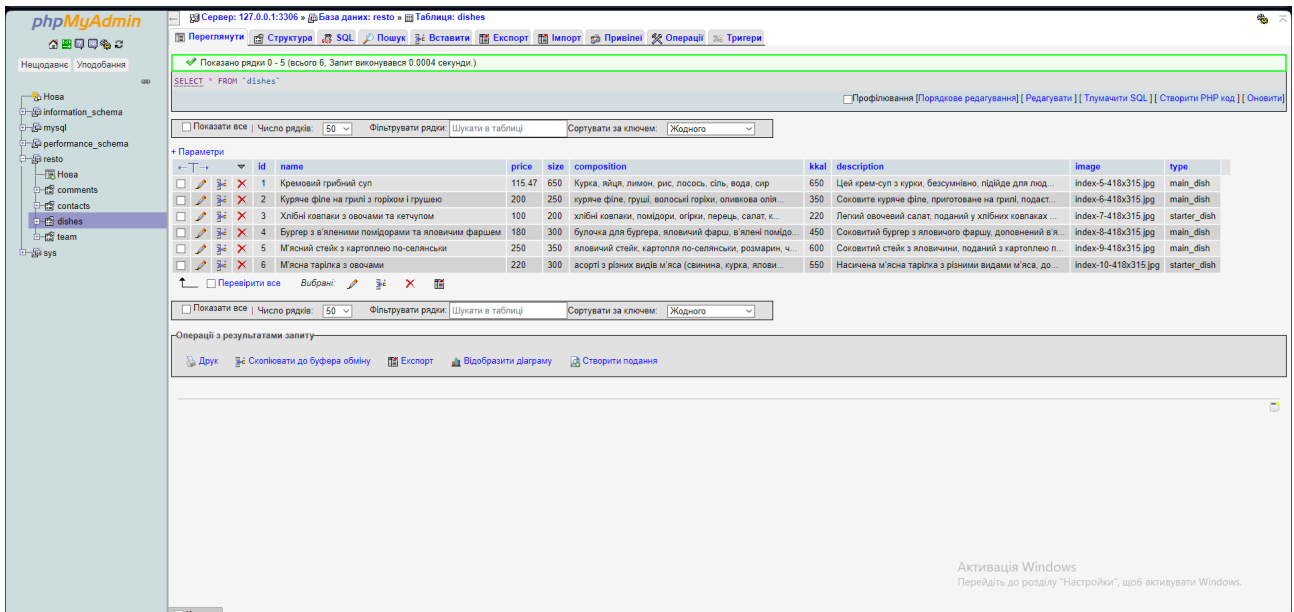 phpMyAdmin
Нещодавнє Уподобання
Нова
information_schema
mysql
performance_schema
resto
Нова
comments
contacts
dishes
team
sys
Сервер: 127.0.0.1:3306 » База даних: resto » Таблиця: dishes
Переглянути Структура SQL Пошук Вставити Експорт Імпорт Привілеї Операції Тригери
Показано рядки 0 - 5 (всього 6, Запит виконувався 0.0004 секунди.)
SELECT * FROM `dishes`
Профілювання [Порядкове редагування] [ Редагувати ] [ Тлумачити SQL ] [ Створити PHP код ] [ Оновити]
Показати все | Число рядків: 50 Фільтрувати рядки: Шукати в таблиці Сортувати за ключем: Жодного
+ Параметри
id name price size composition kkal description image type
1 Кремовий грибний суп 115.47 650 Курка, яйця, лимон, рис, лосось, сіль, вода, сир 650 Цей крем-суп з курки, безсумнівно, підійде для люд... index-5-418x315.jpg main_dish
2 Куряче філе на грилі з горіхом і грушею 200 250 куряче філе, груші, волоські горіхи, оливкова олія... 350 Соковите куряче філе, приготоване на грилі, подаєт... index-6-418x315.jpg main_dish
3 Хлібні ковпаки з овочами та кетчупом 100 200 хлібні ковпаки, помідори, огірки, перець, салат, к... 220 Легкий овочевий салат, поданий у хлібних ковпаках ... index-7-418x315.jpg starter_dish
4 Бургер з в'яленими помідорами та яловичим фаршем 180 300 булочка для бургера, яловичий фарш, в'ялені помідо... 450 Соковитий бургер з яловичого фаршу, доповнений в'я... index-8-418x315.jpg main_dish
5 М'ясний стейк з картоплею по-селянськи 250 350 яловичий стейк, картопля по-селянськи, розмарин, ч... 600 Соковитий стейк з яловичини, поданий з картоплею п... index-9-418x315.jpg main_dish
6 М'ясна тарілка з овочами 220 300 асорті з різних видів м'яса (свинина, курка, ялови... 550 Насичена м'ясна тарілка з різними видами м'яса, до... index-10-418x315.jpg starter_dish
Перевірити все Вибрані:
Показати все | Число рядків: 50 Фільтрувати рядки: Шукати в таблиці Сортувати за ключем: Жодного
Операції з результатами запиту
Друк Скопіювати до буфера обміну Експорт Відобразити діаграму Створити подання
Активація Windows
Перейдіть до розділу "Настройки", щоб активувати Windows.